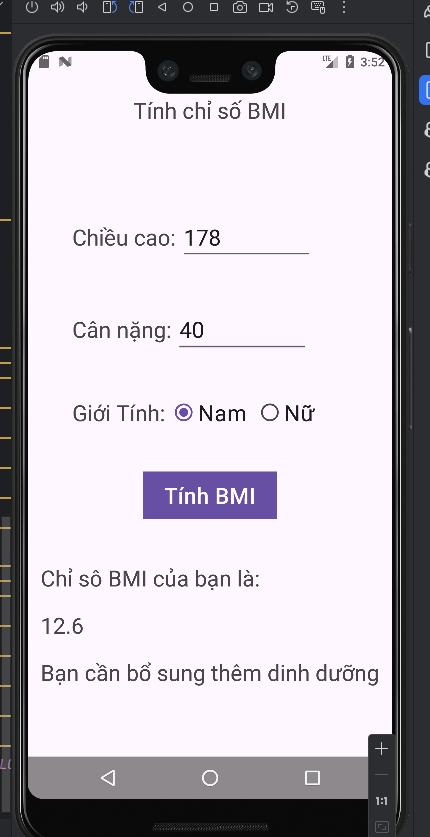 LTE 3:52
Tính chỉ số BMI
Chiều cao: 178
Cân nặng: 40
Giới Tính: Nam Nữ
Tính BMI
Chỉ sô BMI của bạn là:
12.6
Bạn cần bổ sung thêm dinh dưỡng
1:1